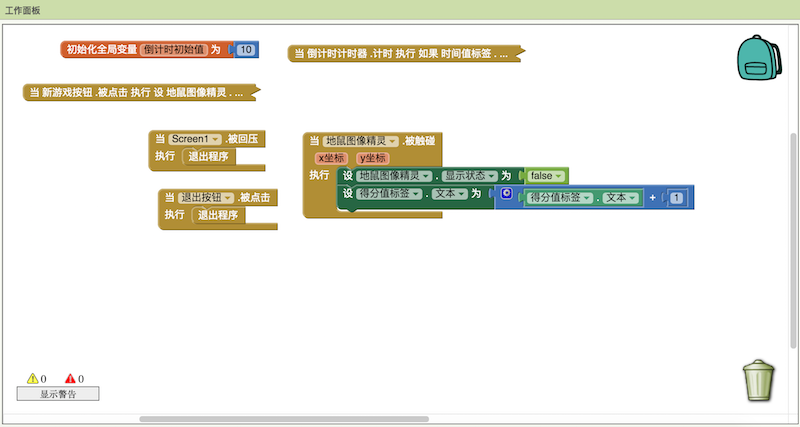 工作面板
初始化全局变量 倒计时初始值 为 10
当 倒计时计时器 .计时 执行 如果 时间值标签 . ...
当 新游戏按钮 .被点击 执行 设 地鼠图像精灵 . ...
当 Screen1 .被回压
执行 退出程序
当 退出按钮 .被点击
执行 退出程序
当 地鼠图像精灵 .被触碰
x坐标 y坐标
执行 设 地鼠图像精灵 . 显示状态 为 false
设 得分值标签 . 文本 为 得分值标签 . 文本 + 1
0 0
显示警告